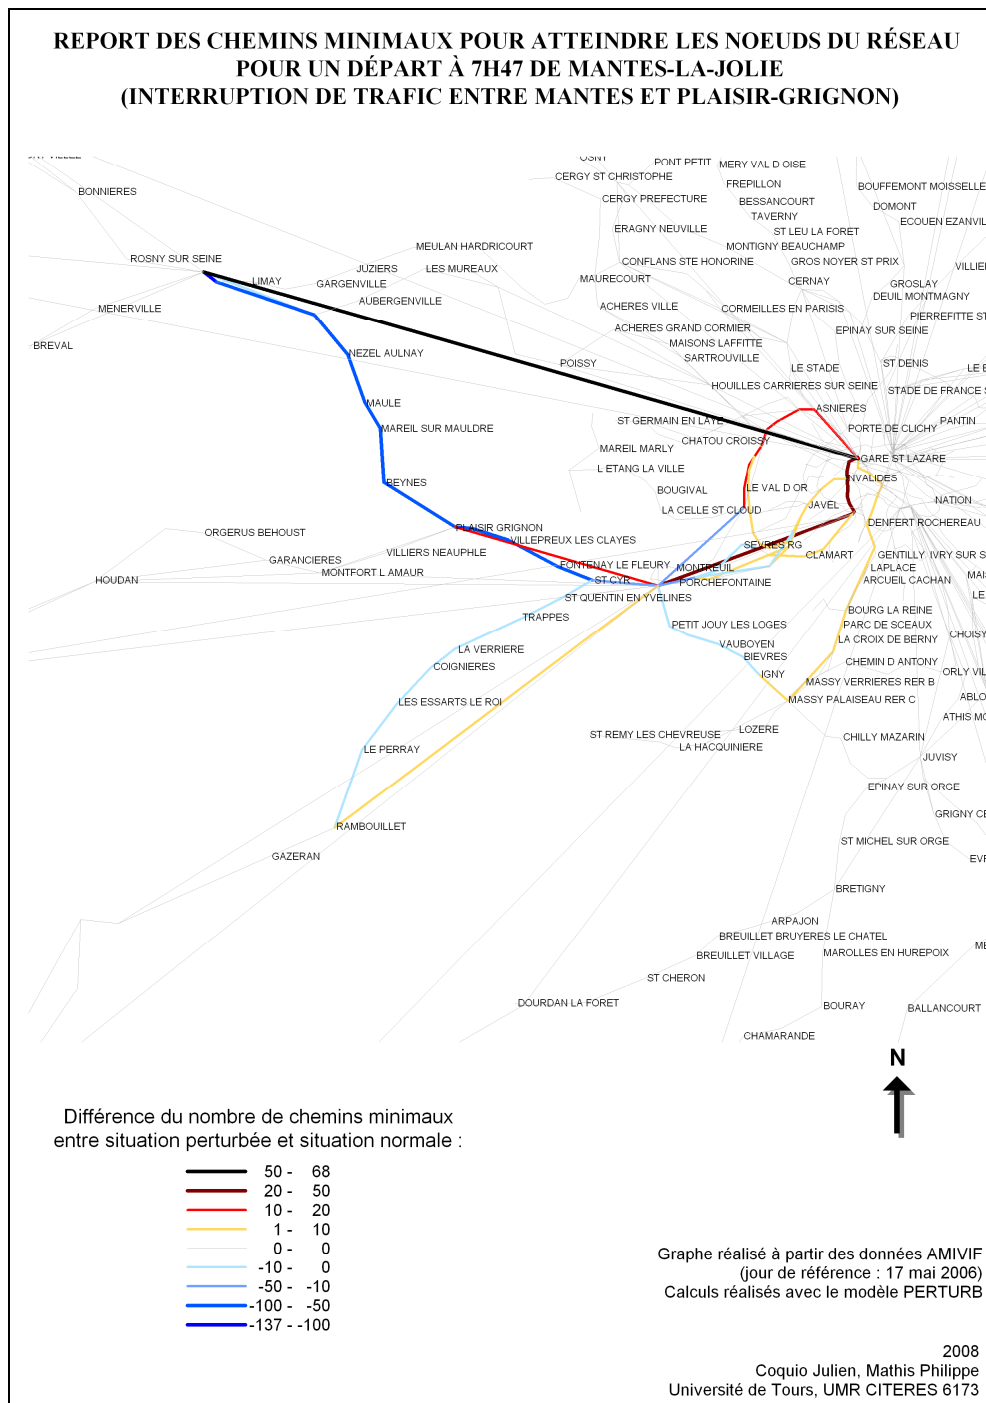 REPORT DES CHEMINS MINIMAUX POUR ATTEINDRE LES NOEUDS DU RÉSEAU
POUR UN DÉPART À 7H47 DE MANTES-LA-JOLIE
(INTERRUPTION DE TRAFIC ENTRE MANTES ET PLAISIR-GRIGNON)
OSNY
PONT PETIT
MERY VAL D OISE
CERGY ST CHRISTOPHE
FREPILLON
BOUFFEMONT MOISSELLE
BONNIERES
CERGY PREFECTURE
BESSANCOURT
DOMONT
TAVERNY
ECOUEN EZANVIL
ERAGNY NEUVILLE
ST LEU LA FORET
MEULAN HARDRICOURT
MONTIGNY BEAUCHAMP
ROSNY SUR SEINE
CONFLANS STE HONORINE
GROS NOYER ST PRIX
VILLIER
JUZIERS
LES MUREAUX
LIMAY
GARGENVILLE
MAURECOURT
CERNAY
GROSLAY
AUBERGENVILLE
DEUIL MONTMAGNY
MENERVILLE
ACHERES VILLE
CORMEILLES EN PARISIS
PIERREFITTE ST
ACHERES GRAND CORMIER
EPINAY SUR SEINE
BREVAL
MAISONS LAFFITTE
NEZEL AULNAY
SARTROUVILLE
POISSY
LE STADE
ST DENIS
LE B
HOUILLES CARRIERES SUR SEINE
STADE DE FRANCE S
MAULE
ASNIERES
ST GERMAIN EN LAYE
PANTIN
MAREIL SUR MAULDRE
PORTE DE CLICHY
CHATOU CROISSY
MAREIL MARLY
GARE ST LAZARE
L ETANG LA VILLE
BEYNES
INVALIDES
BOUGIVAL
LE VAL D OR
NATION
LA CELLE ST CLOUD
JAVEL
PLAISIR GRIGNON
DENFERT ROCHEREAU
ORGERUS BEHOUST
VILLEPREUX LES CLAYES
SEVRES RG
VILLIERS NEAUPHLE
CLAMART
GENTILLY
IVRY SUR S
GARANCIERES
FONTENAY LE FLEURY
MONTREUIL
LAPLACE
MONTFORT L AMAUR
HOUDAN
ST CYR
PORCHEFONTAINE
ARCUEIL CACHAN
MAIS
ST QUENTIN EN YVELINES
LE
BOURG LA REINE
TRAPPES
PETIT JOUY LES LOGES
PARC DE SCEAUX
CHOISY
VAUBOYEN
LA CROIX DE BERNY
LA VERRIERE
BIEVRES
CHEMIN D ANTONY
COIGNIERES
IGNY
ORLY VIL
MASSY VERRIERES RER B
LES ESSARTS LE ROI
MASSY PALAISEAU RER C
ABLO
ATHIS MO
ST REMY LES CHEVREUSE
LOZERE
CHILLY MAZARIN
LE PERRAY
LA HACQUINIERE
JUVISY
EPINAY SUR ORGE
GRIGNY CE
RAMBOUILLET
ST MICHEL SUR ORGE
GAZERAN
EVR
BRETIGNY
ARPAJON
BREUILLET BRUYERES LE CHATEL
ME
BREUILLET VILLAGE
MAROLLES EN HUREPOIX
ST CHERON
DOURDAN LA FORET
BOURAY
BALLANCOURT
CHAMARANDE
N
Différence du nombre de chemins minimaux
entre situation perturbée et situation normale :
50 - 68
20 - 50
10 - 20
1 - 10
0 - 0
-10 - 0
-50 - -10
-100 - -50
-137 - -100
Graphe réalisé à partir des données AMIVIF
(jour de référence : 17 mai 2006)
Calculs réalisés avec le modèle PERTURB
2008
Coquio Julien, Mathis Philippe
Université de Tours, UMR CITERES 6173